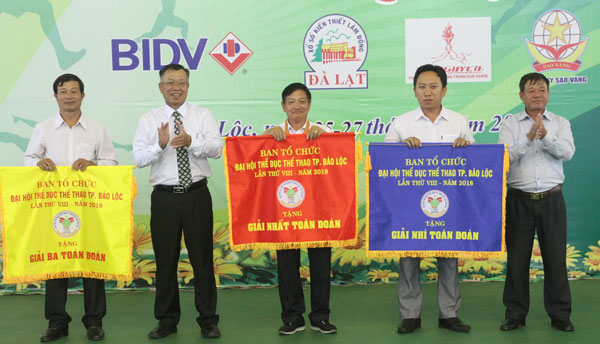 BIDV
XỔ SỐ KIẾN THIẾT LÂM ĐỒNG
ĐÀ LẠT
SAO VÀNG
SAO VÀNG
Lộc,
25-27
BAN TỔ CHỨC
ĐẠI HỘI THỂ DỤC THỂ THAO TP. BẢO LỘC
LẦN THỨ VIII - NĂM 2018
TẶNG
GIẢI BA TOÀN ĐOÀN
BAN TỔ CHỨC
ĐẠI HỘI THỂ DỤC THỂ THAO TP. BẢO LỘC
LẦN THỨ VIII - NĂM 2018
TẶNG
GIẢI NHẤT TOÀN ĐOÀN
BAN TỔ CHỨC
ĐẠI HỘI THỂ DỤC THỂ THAO TP. BẢO LỘC
LẦN THỨ VIII - NĂM 2018
TẶNG
GIẢI NHÌ TOÀN ĐOÀN